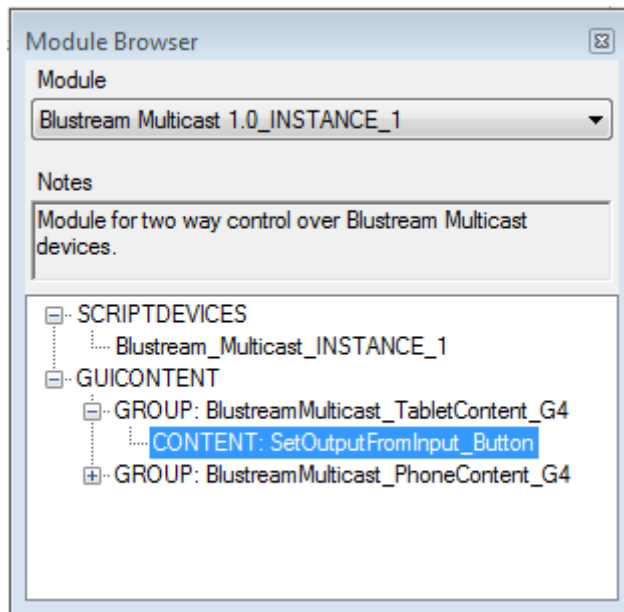 Module Browser
Module
Blustream Multicast 1.0_INSTANCE_1
Notes
Module for two way control over Blustream Multicast
devices.
SCRIPTDEVICES
Blustream_Multicast_INSTANCE_1
GUICONTENT
GROUP: BlustreamMulticast_TabletContent_G4
CONTENT: SetOutputFromInput_Button
GROUP: BlustreamMulticast_PhoneContent_G4